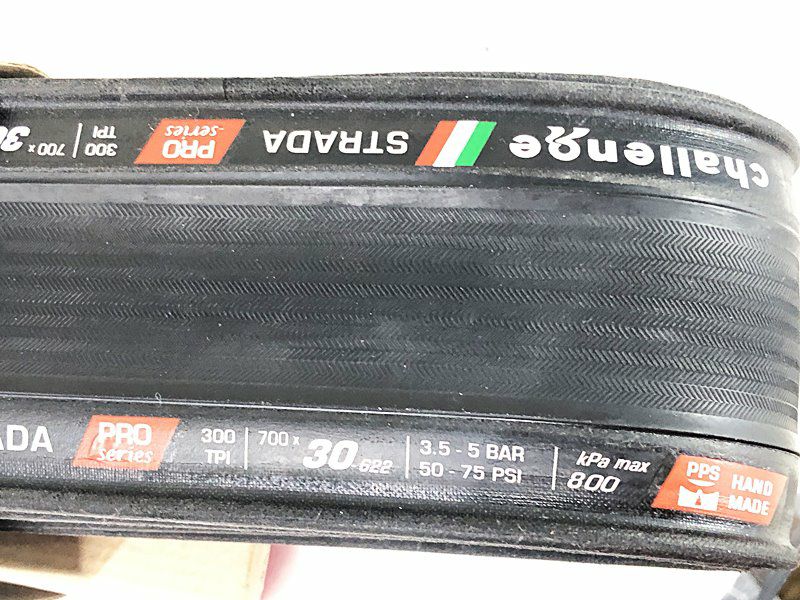 challenge STRADA PRO series 300 TPI 700 x
ADA PRO series 300 TPI 700 x 30-622 3.5 - 5 BAR 50 - 75 PSI kPa max 800 PPS HAND MADE